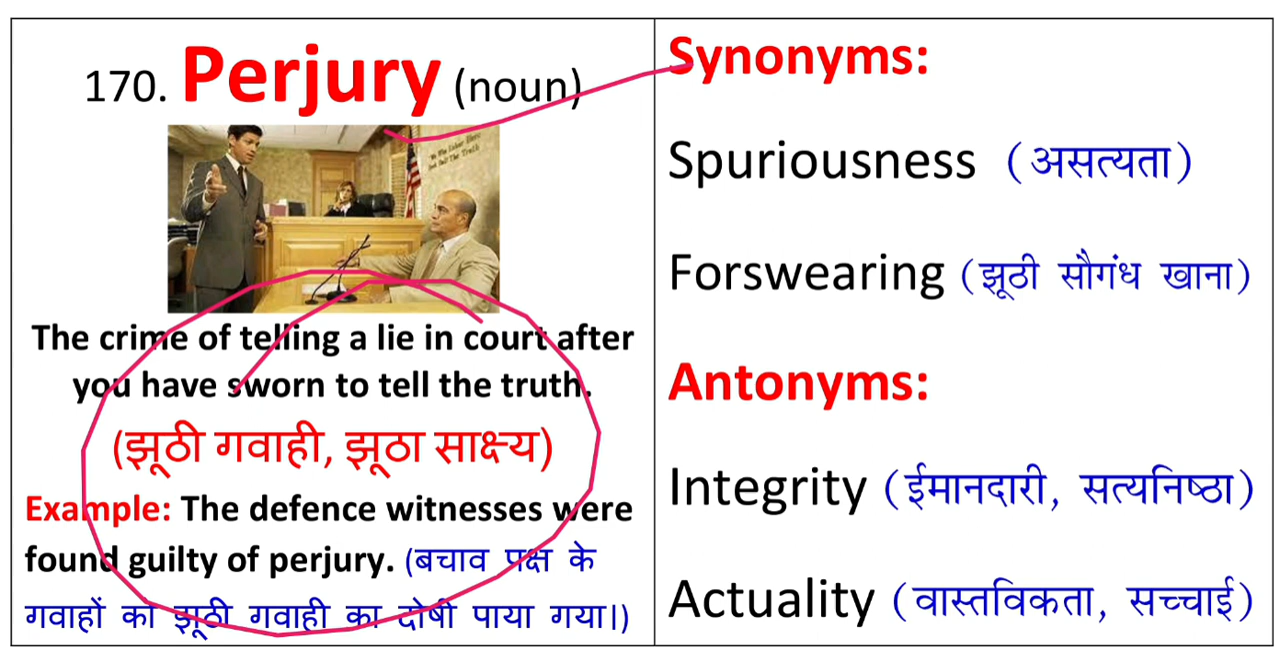 170. Perjury (noun)
The crime of telling a lie in court after
you have sworn to tell the truth.
(झूठी गवाही, झूठा साक्ष्य)
Example: The defence witnesses were
found guilty of perjury. (बचाव पक्ष के
गवाहों को झूठी गवाही का दोषी पाया गया।)
Synonyms:
Spuriousness (असत्यता)
Forswearing (झूठी सौगंध खाना)
Antonyms:
Integrity (ईमानदारी, सत्यनिष्ठा)
Actuality (वास्तविकता, सच्चाई)